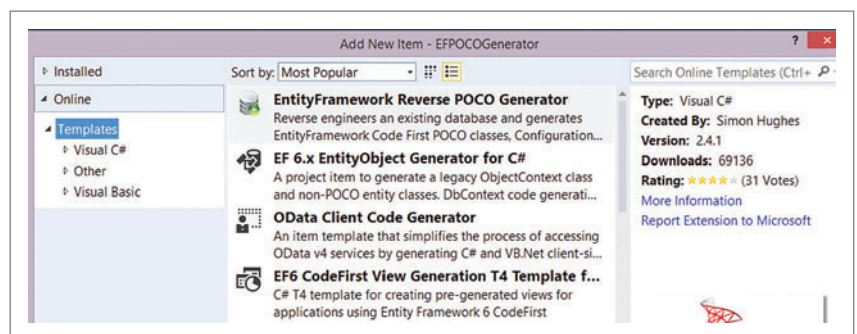 Add New Item - EFPOCOGenerator
?
×
Installed
Online
Templates
Visual C#
Other
Visual Basic
Sort by: Most Popular
EntityFramework Reverse POCO Generator
Reverse engineers an existing database and generates
EntityFramework Code First POCO classes, Configuration...
EF 6.x EntityObject Generator for C#
A project item to generate a legacy ObjectContext class
and non-POCO entity classes. DbContext code generati...
OData Client Code Generator
An item template that simplifies the process of accessing
OData v4 services by generating C# and VB.Net client-si...
EF6 CodeFirst View Generation T4 Template f...
C# T4 template for creating pre-generated views for
applications using Entity Framework 6 CodeFirst
Search Online Templates (Ctrl+
Type: Visual C#
Created By: Simon Hughes
Version: 2.4.1
Downloads: 69136
Rating: ★★★★★ (31 Votes)
More Information
Report Extension to Microsoft